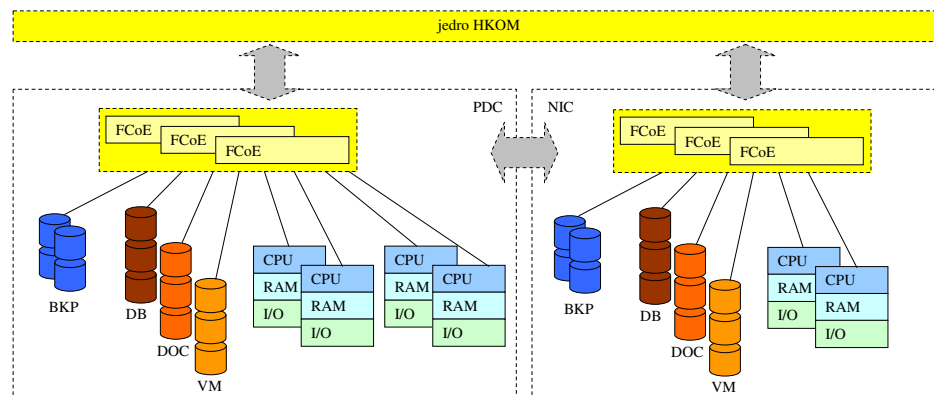 jedro HKOM
PDC
NIC
FCoE
FCoE
FCoE
FCoE
FCoE
FCoE
BKP
DB
DOC
VM
CPU
RAM
I/O
CPU
RAM
I/O
CPU
RAM
I/O
CPU
RAM
I/O
BKP
DB
DOC
VM
CPU
RAM
I/O
CPU
RAM
I/O